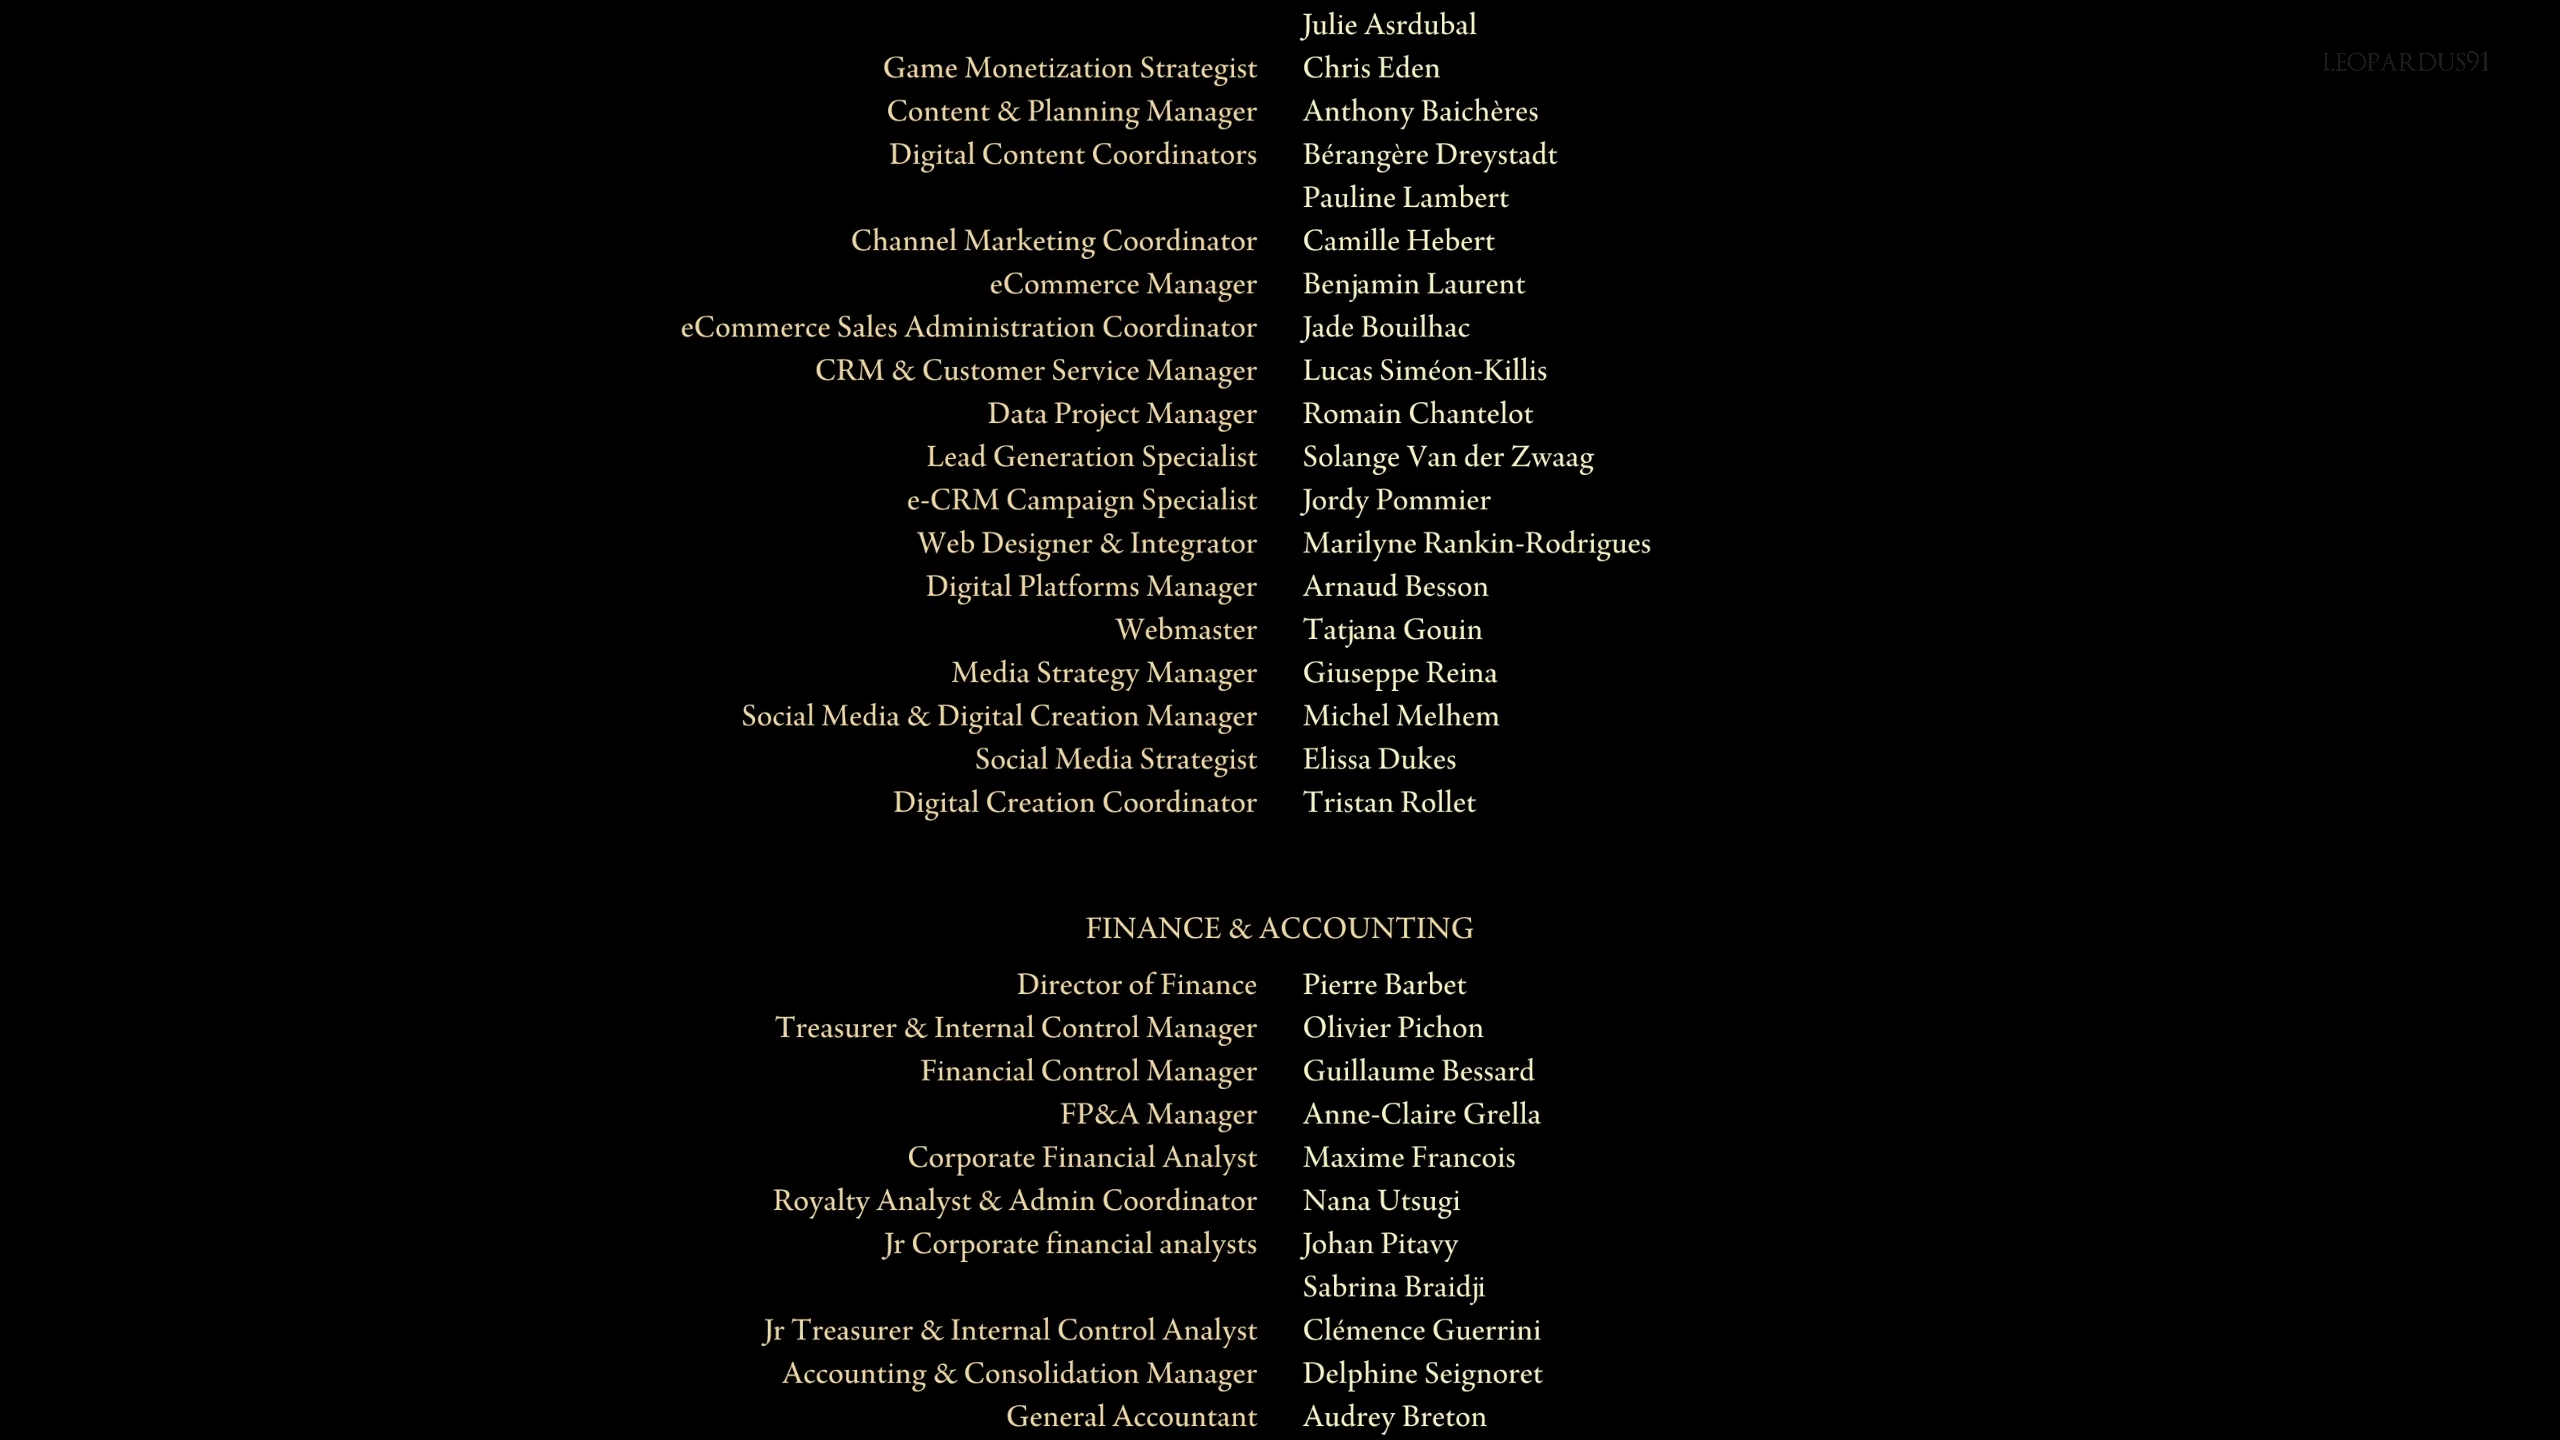 Julie Asrdubal
LEOPARDUS91
Game Monetization Strategist Chris Eden
Content & Planning Manager Anthony Baichères
Digital Content Coordinators Bérangère Dreystadt
Pauline Lambert
Channel Marketing Coordinator Camille Hebert
eCommerce Manager Benjamin Laurent
eCommerce Sales Administration Coordinator Jade Bouilhac
CRM & Customer Service Manager Lucas Siméon-Killis
Data Project Manager Romain Chantelot
Lead Generation Specialist Solange Van der Zwaag
e-CRM Campaign Specialist Jordy Pommier
Web Designer & Integrator Marilyne Rankin-Rodrigues
Digital Platforms Manager Arnaud Besson
Webmaster Tatjana Gouin
Media Strategy Manager Giuseppe Reina
Social Media & Digital Creation Manager Michel Melhem
Social Media Strategist Elissa Dukes
Digital Creation Coordinator Tristan Rollet
FINANCE & ACCOUNTING
Director of Finance Pierre Barbet
Treasurer & Internal Control Manager Olivier Pichon
Financial Control Manager Guillaume Bessard
FP&A Manager Anne-Claire Grella
Corporate Financial Analyst Maxime Francois
Royalty Analyst & Admin Coordinator Nana Utsugi
Jr Corporate financial analysts Johan Pitavy
Sabrina Braidji
Jr Treasurer & Internal Control Analyst Clémence Guerrini
Accounting & Consolidation Manager Delphine Seignoret
General Accountant Audrey Breton